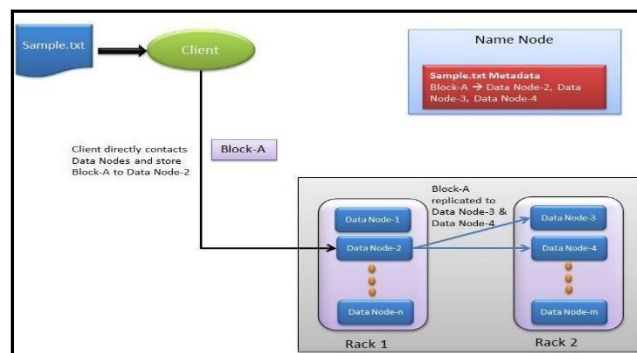 Sample.txt
Client
Name Node
Sample.txt Metadata
Block-A → Data Node-2, Data
Node-3, Data Node-4
Client directly contacts
Data Nodes and store
Block-A to Data Node-2
Block-A
Block-A
replicated to
Data Node-3 &
Data Node-4
Data Node-1
Data Node-2
Data Node-n
Rack 1
Data Node-3
Data Node-4
Data Node-m
Rack 2